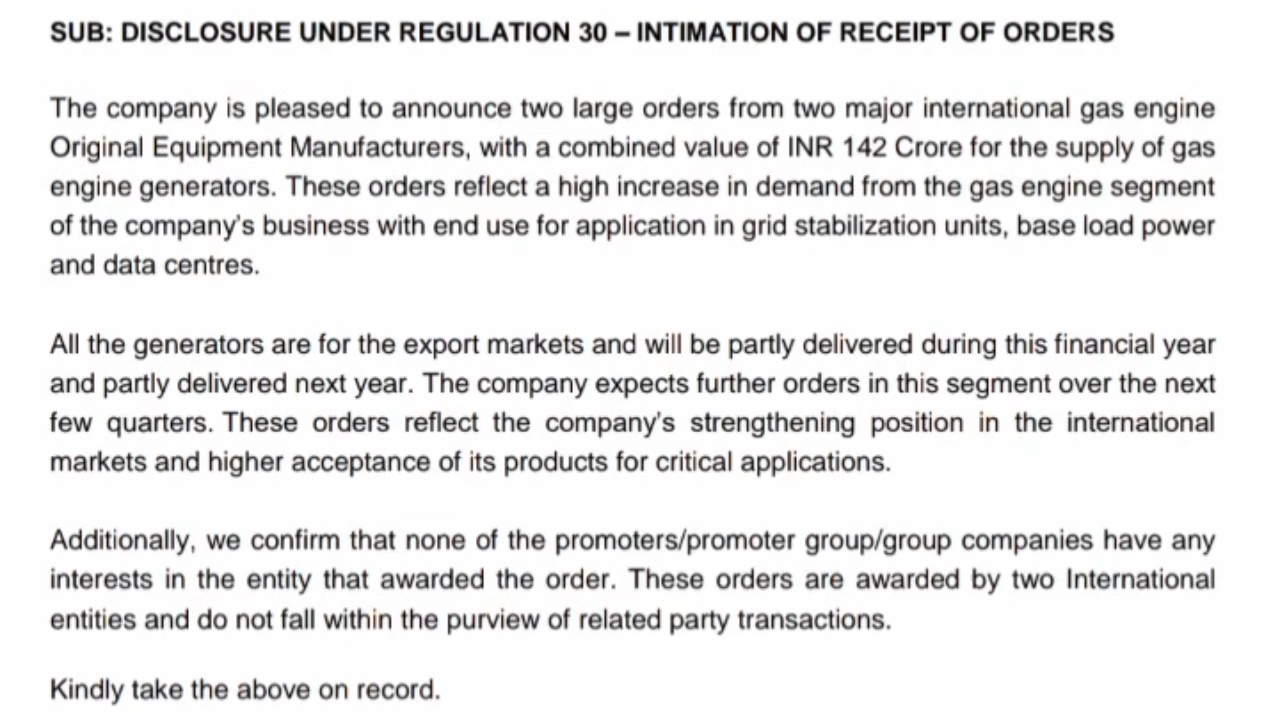 SUB: DISCLOSURE UNDER REGULATION 30 – INTIMATION OF RECEIPT OF ORDERS
The company is pleased to announce two large orders from two major international gas engine
Original Equipment Manufacturers, with a combined value of INR 142 Crore for the supply of gas
engine generators. These orders reflect a high increase in demand from the gas engine segment
of the company's business with end use for application in grid stabilization units, base load power
and data centres.
All the generators are for the export markets and will be partly delivered during this financial year
and partly delivered next year. The company expects further orders in this segment over the next
few quarters. These orders reflect the company's strengthening position in the international
markets and higher acceptance of its products for critical applications.
Additionally, we confirm that none of the promoters/promoter group/group companies have any
interests in the entity that awarded the order. These orders are awarded by two International
entities and do not fall within the purview of related party transactions.
Kindly take the above on record.